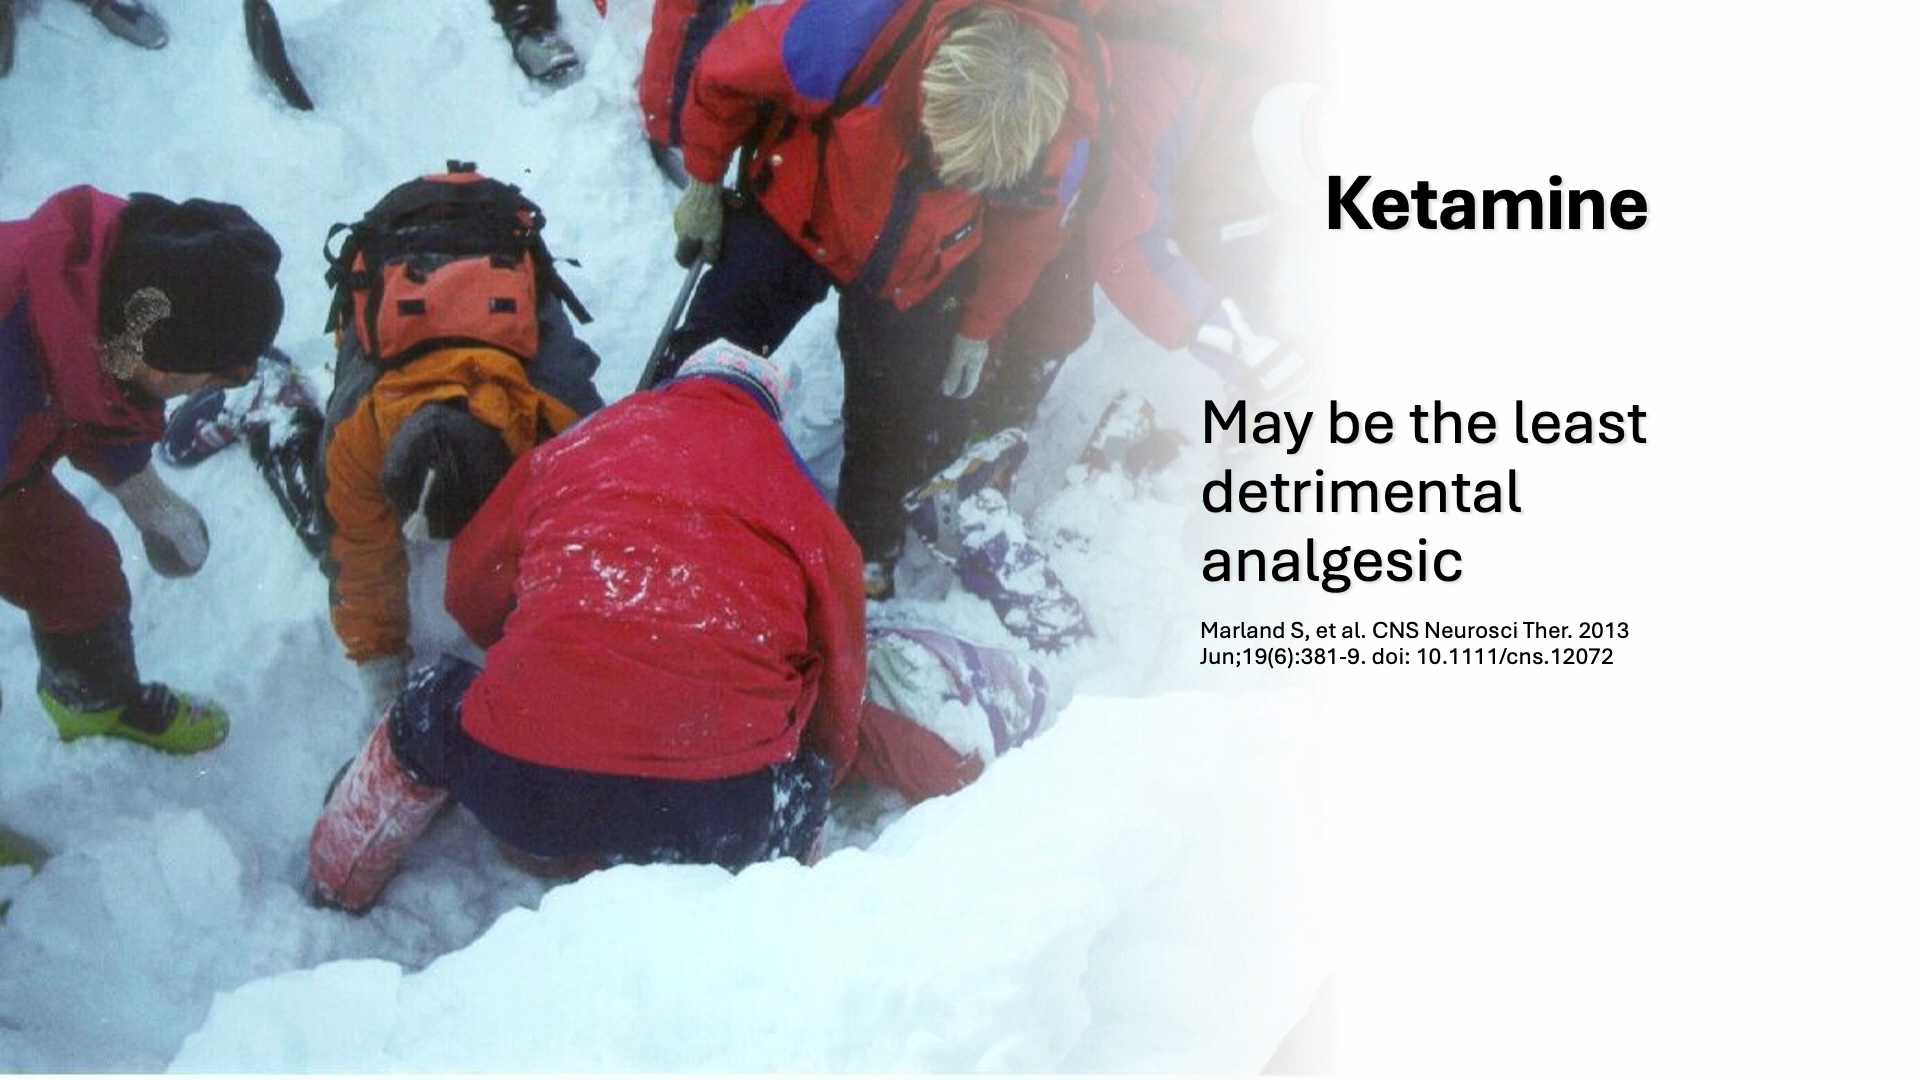 Ketamine
May be the least
detrimental
analgesic
Marland S, et al. CNS Neurosci Ther. 2013
Jun;19(6):381-9. doi: 10.1111/cns.12072